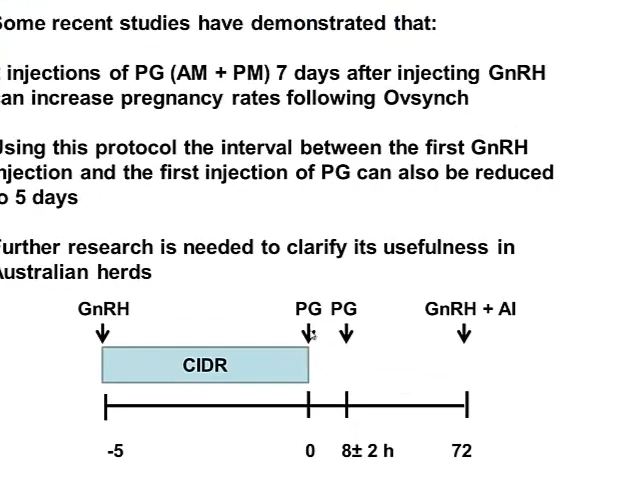 Some recent studies have demonstrated that:
injections of PG (AM + PM) 7 days after injecting GnRH
can increase pregnancy rates following Ovsynch
Using this protocol the interval between the first GnRH
injection and the first injection of PG can also be reduced
to 5 days
Further research is needed to clarify its usefulness in
Australian herds
GnRH PG PG GnRH + AI
CIDR
-5 0 8± 2 h 72